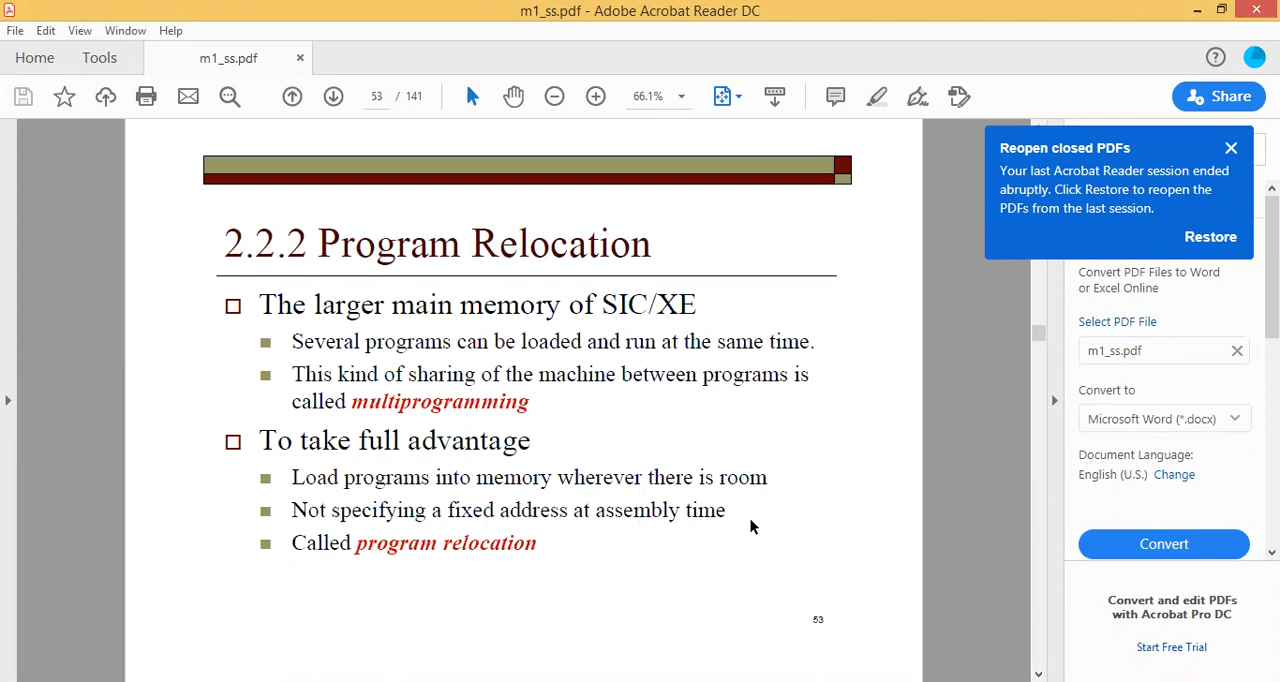 m1_ss.pdf - Adobe Acrobat Reader DC
File Edit View Window Help
Home Tools m1_ss.pdf
53 / 141 66.1% Share
Reopen closed PDFs
Your last Acrobat Reader session ended
abruptly. Click Restore to reopen the
PDFs from the last session.
Restore
2.2.2 Program Relocation
The larger main memory of SIC/XE
Several programs can be loaded and run at the same time.
This kind of sharing of the machine between programs is
called multiprogramming
To take full advantage
Load programs into memory wherever there is room
Not specifying a fixed address at assembly time
Called program relocation
53
Convert PDF Files to Word
or Excel Online
Select PDF File
m1_ss.pdf
Convert to
Microsoft Word (*.docx)
Document Language:
English (U.S.) Change
Convert
Convert and edit PDFs
with Acrobat Pro DC
Start Free Trial